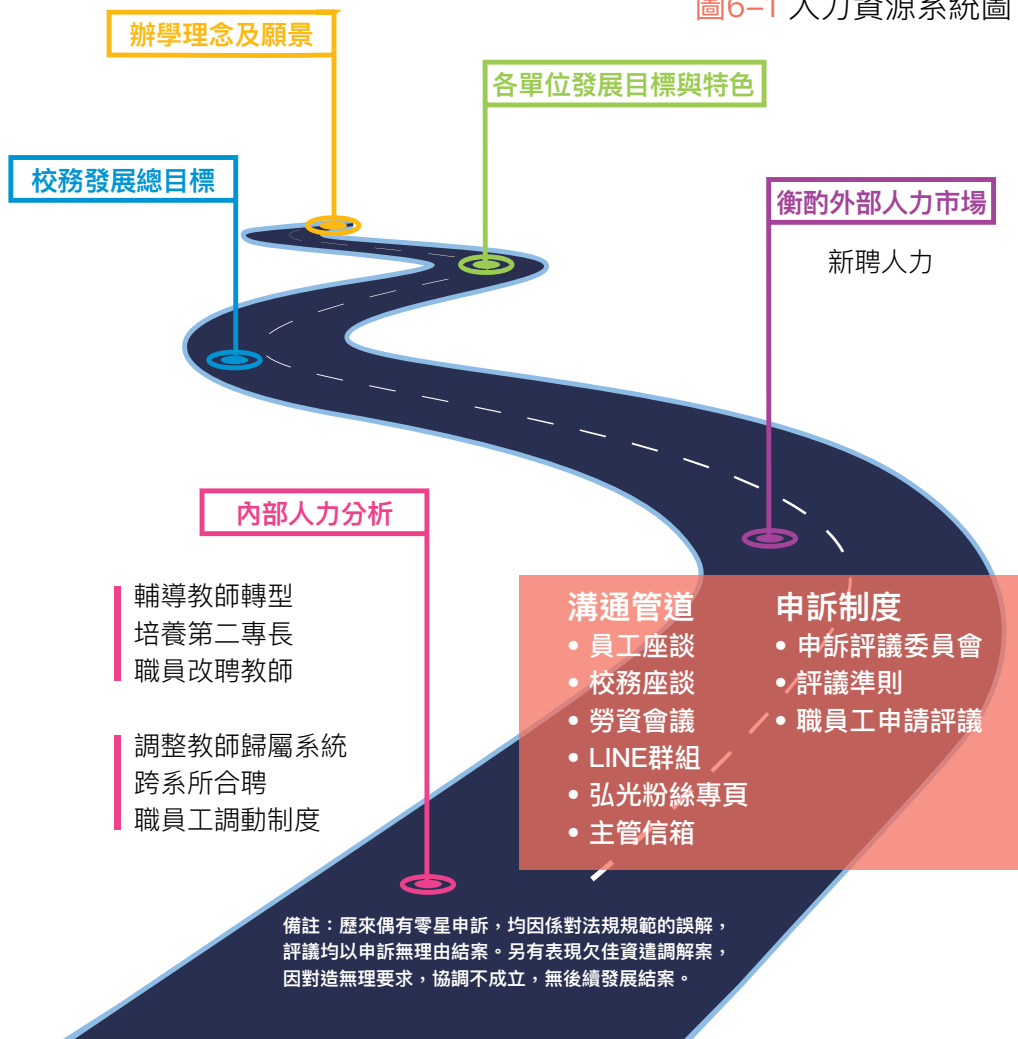 圖6–1 人力資源系統圖
辦學理念及願景
各單位發展目標與特色
校務發展總目標
衡酌外部人力市場
新聘人力
內部人力分析
輔導教師轉型
培養第二專長
職員改聘教師
調整教師歸屬系統
跨系所合聘
職員工調動制度
溝通管道
• 員工座談
• 校務座談
• 勞資會議
• LINE群組
• 弘光粉絲專頁
• 主管信箱
申訴制度
• 申訴評議委員會
• 評議準則
• 職員工申請評議
備註：歷來偶有零星申訴，均因係對法規規範的誤解，
評議均以申訴無理由結案。另有表現欠佳資遣調解案，
因對造無理要求，協調不成立，無後續發展結案。